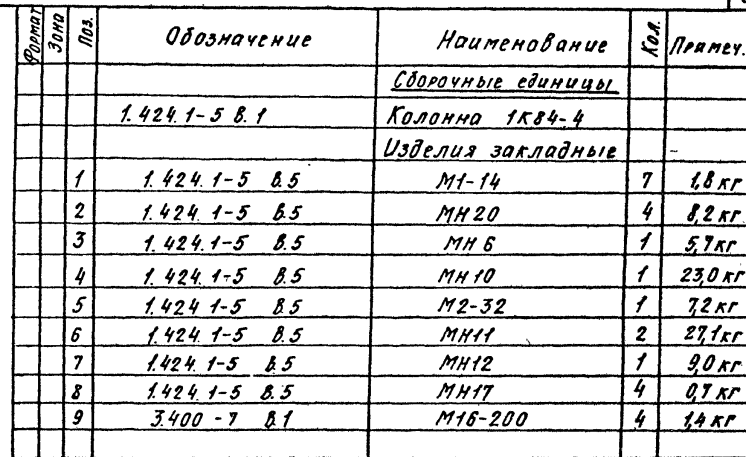 Формат Зона Поз. Обозначение Наименование Кол. Примеч.
Сборочные единицы
1.424.1-5 В.1 Колонна 1К84-4
Изделия закладные
1 1.424.1-5 В.5 М1-14 7 1,8 кг
2 1.424.1-5 В.5 МН20 4 8,2 кг
3 1.424.1-5 В.5 МН6 1 5,7 кг
4 1.424.1-5 В.5 МН10 1 23,0 кг
5 1.424.1-5 В.5 М2-32 1 7,2 кг
6 1.424.1-5 В.5 МН11 2 27,1 кг
7 1.424.1-5 В.5 МН12 1 9,0 кг
8 1.424.1-5 В.5 МН17 4 0,7 кг
9 3.400-7 В.1 М16-200 4 1,4 кг